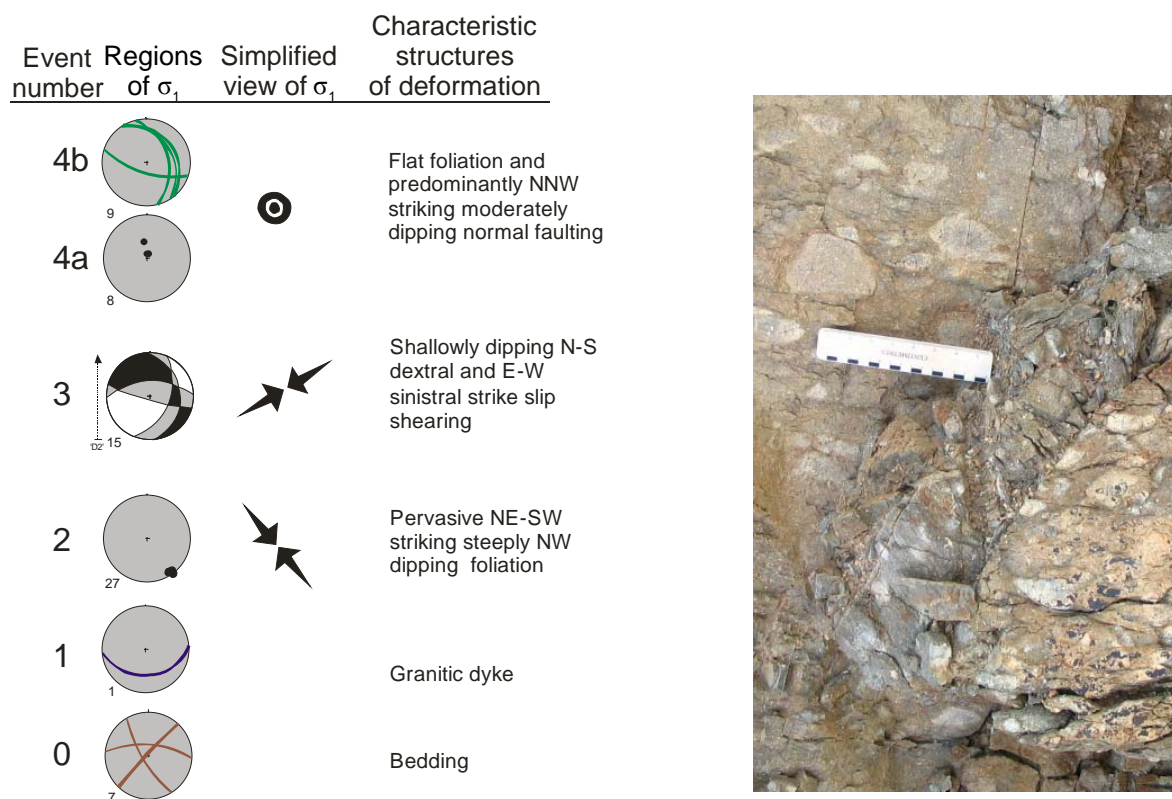 Event number
Regions of σ1
Simplified view of σ1
Characteristic structures of deformation
4b
9
Flat foliation and
predominantly NNW
striking moderately
dipping normal faulting
4a
8
3
'D2'
15
Shallowly dipping N-S
dextral and E-W
sinistral strike slip
shearing
2
27
Pervasive NE-SW
striking steeply NW
dipping foliation
1
1
Granitic dyke
0
7
Bedding
CENTIMETRES